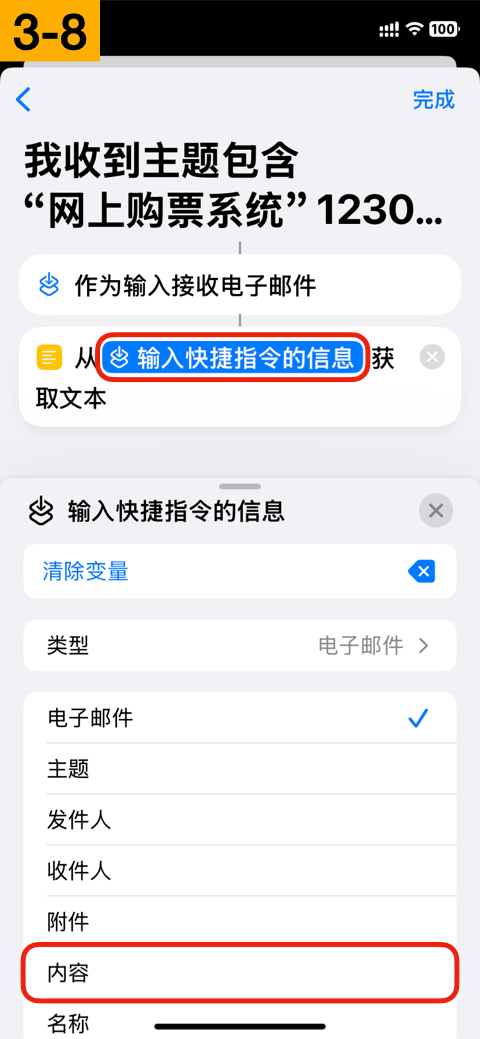 3-8
100
完成
我收到主题包含
“网上购票系统” 1230...
作为输入接收电子邮件
从 输入快捷指令的信息 获
取文本
输入快捷指令的信息
清除变量
类型 电子邮件
电子邮件
主题
发件人
收件人
附件
内容
名称